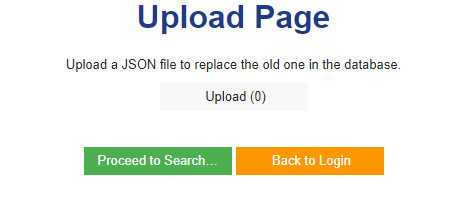 Upload Page
Upload a JSON file to replace the old one in the database.
Upload (0)
Proceed to Search... Back to Login